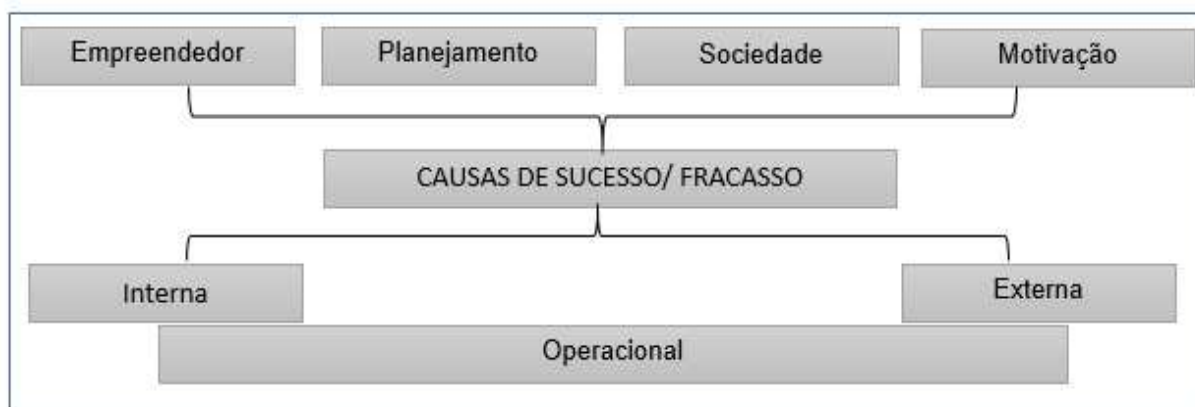 Empreendedor
Planejamento
Sociedade
Motivação
CAUSAS DE SUCESSO/ FRACASSO
Interna
Externa
Operacional